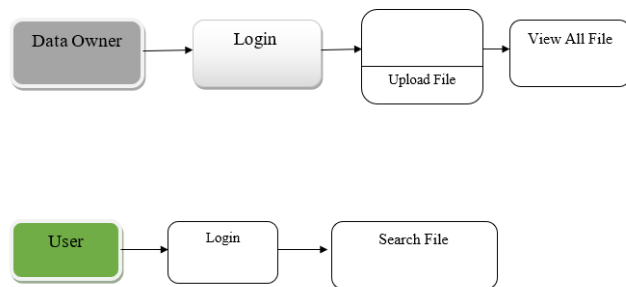 Data Owner
Login
Upload File
View All File
User
Login
Search File